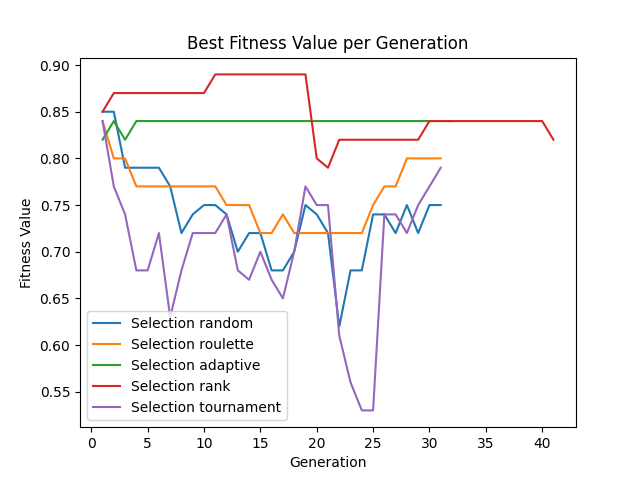 Best Fitness Value per Generation
Fitness Value
0.90
0.85
0.80
0.75
0.70
0.65
0.60
0.55
Selection random
Selection roulette
Selection adaptive
Selection rank
Selection tournament
0 5 10 15 20 25 30 35 40
Generation